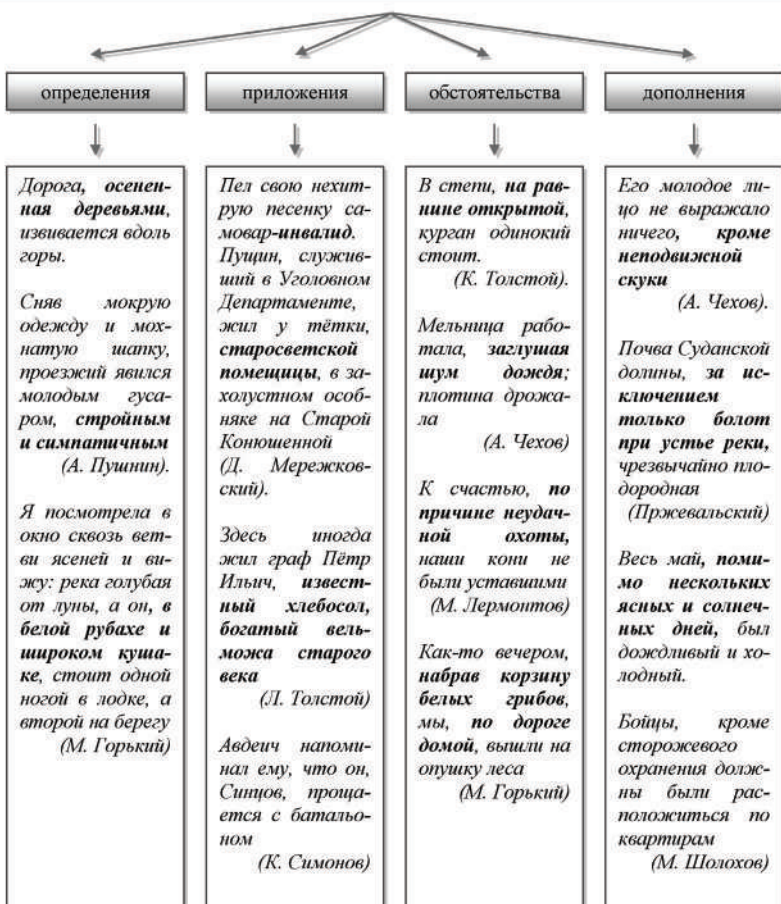 определения
приложения
обстоятельства
дополнения
Дорога, осенен-
ная деревьями,
извивается вдоль
горы.
Сняв мокрую
одежду и мох-
натую шапку,
проезжий явился
молодым гуса-
ром, стройным
и симпатичным
(А. Пушнин).
Я посмотрела в
окно сквозь вет-
ви ясеней и ви-
жу: река голубая
от луны, а он, в
белой рубахе и
широком куша-
ке, стоит одной
ногой в лодке, а
второй на берегу
(М. Горький)
Пел свою нехит-
рую песенку са-
мовар-инвалид.
Пущин, служив-
ший в Уголовном
Департаменте,
жил у тётки,
старосветской
помещицы, в за-
холустном особ-
няке на Старой
Конюшенной
(Д. Мережков-
ский).
Здесь иногда
жил граф Пётр
Ильич, извест-
ный хлебосол,
богатый вель-
можа старого
века
(Л. Толстой)
Авдеич напоми-
нал ему, что он,
Синцов, проща-
ется с баталь-
ном
(К. Симонов)
В степи, на рав-
нине открытой,
курган одинокий
стоит.
(К. Толстой).
Мельница рабо-
тала, заглушая
шум дождя;
плотина дрожа-
ла
(А. Чехов)
К счастью, по
причине неудач-
ной охоты,
наши кони не
были уставшими
(М. Лермонтов)
Как-то вечером,
набрав корзину
белых грибов,
мы, по дороге
домой, вышли на
опушку леса
(М. Горький)
Его молодое ли-
цо не выражало
ничего, кроме
неподвижной
скуки
(А. Чехов).
Почва Суданской
долины, за ис-
ключением
только болот
при устье реки,
чрезвычайно пло-
дородная
(Пржевальский)
Весь май, поми-
мо нескольких
ясных и солнеч-
ных дней, был
дождливый и хо-
лодный.
Бойцы, кроме
сторожевого
охранения долж-
ны были рас-
положиться по
квартирам
(М. Шолохов)